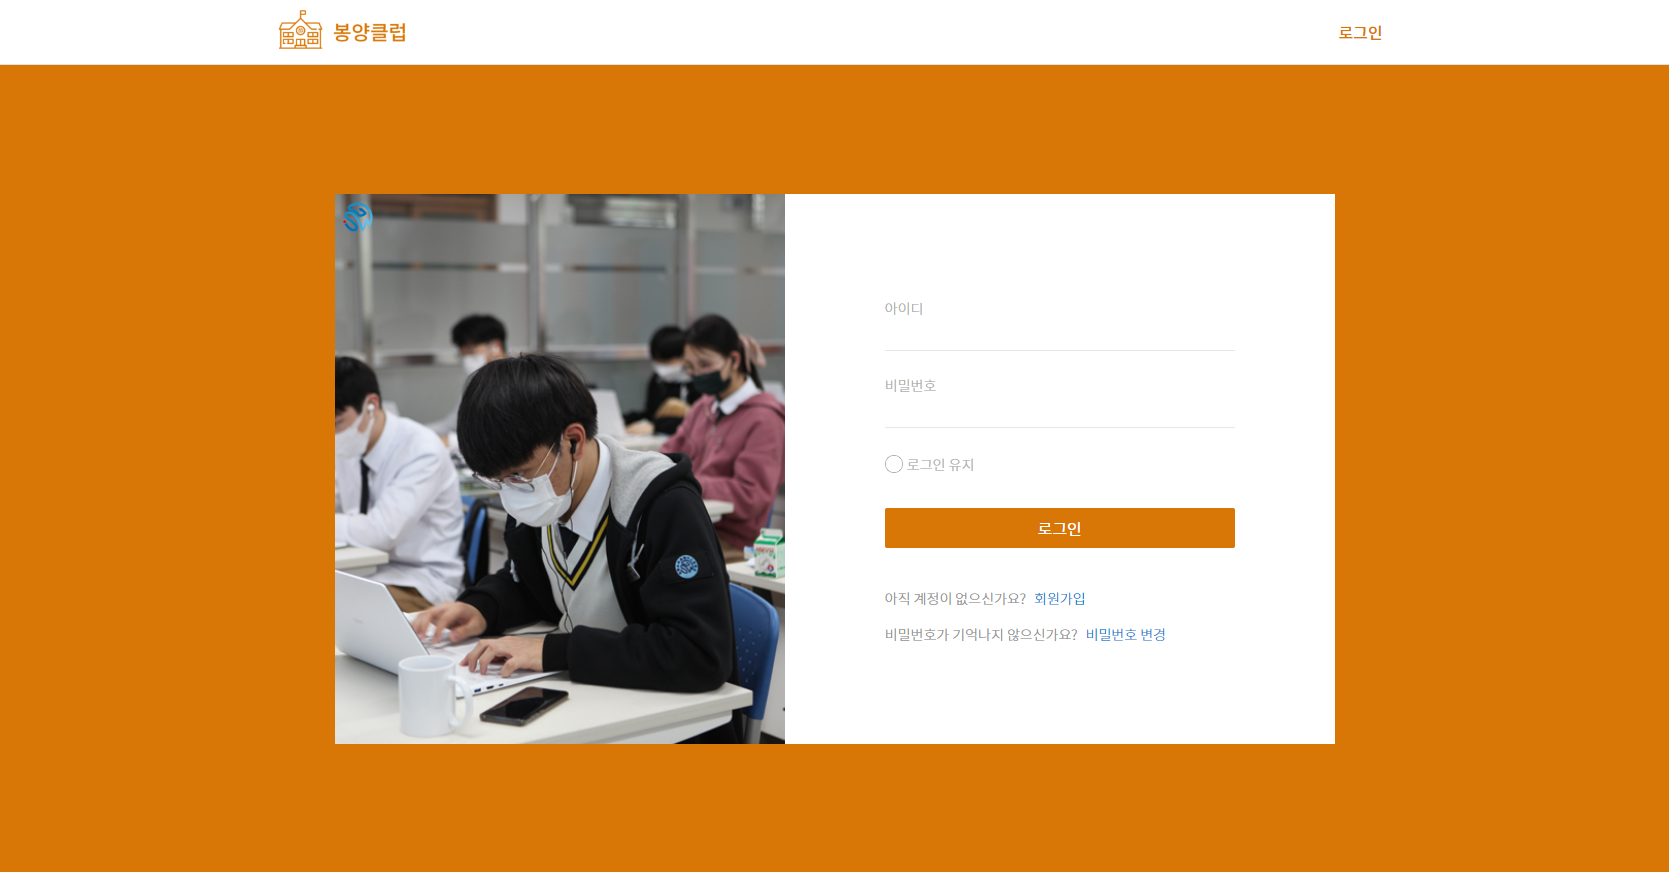 봉양클럽
로그인
아이디
비밀번호
로그인 유지
로그인
아직 계정이 없으신가요? 회원가입
비밀번호가 기억나지 않으신가요? 비밀번호 변경